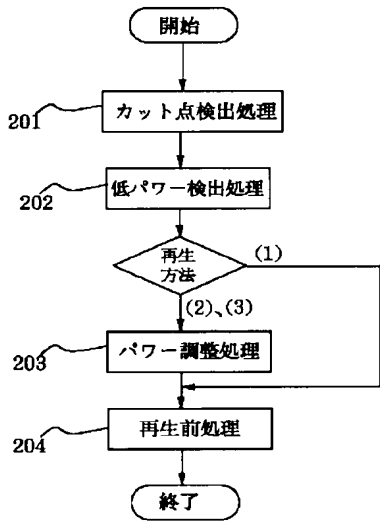 開始
201
カット点検出処理
202
低パワー検出処理
再生
方法
(1)
(2)、(3)
203
パワー調整処理
204
再生前処理
終了